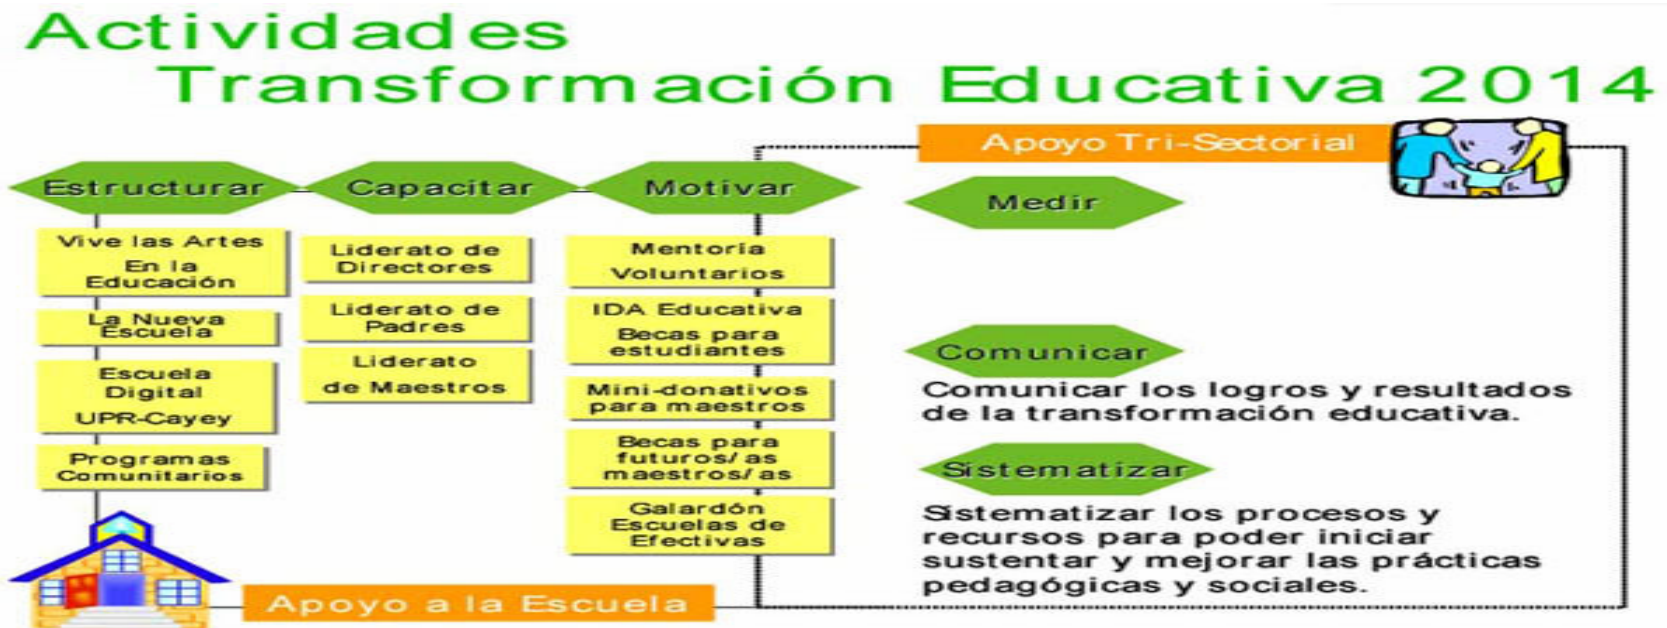 Actividades
Transformación Educativa 2014
Apoyo Tri-Sectorial
Estructurar
Vive las Artes
En la
Educación
La Nueva
Escuela
Escuela
Digital
UPR-Cayey
Programas
Comunitarios
Capacitar
Liderato de
Directores
Liderato de
Padres
Liderato
de Maestros
Motivar
Mentoría
Voluntarios
IDA Educativa
Becas para
estudiantes
Mini-donativos
para maestros
Becas para
futuros/as
maestros/as
Galardón
Escuelas de
Efectivas
Medir
Comunicar
Comunicar los logros y resultados
de la transformación educativa.
Sistematizar
Sistematizar los procesos y
recursos para poder iniciar
sustentar y mejorar las prácticas
pedagógicas y sociales.
Apoyo a la Escuela